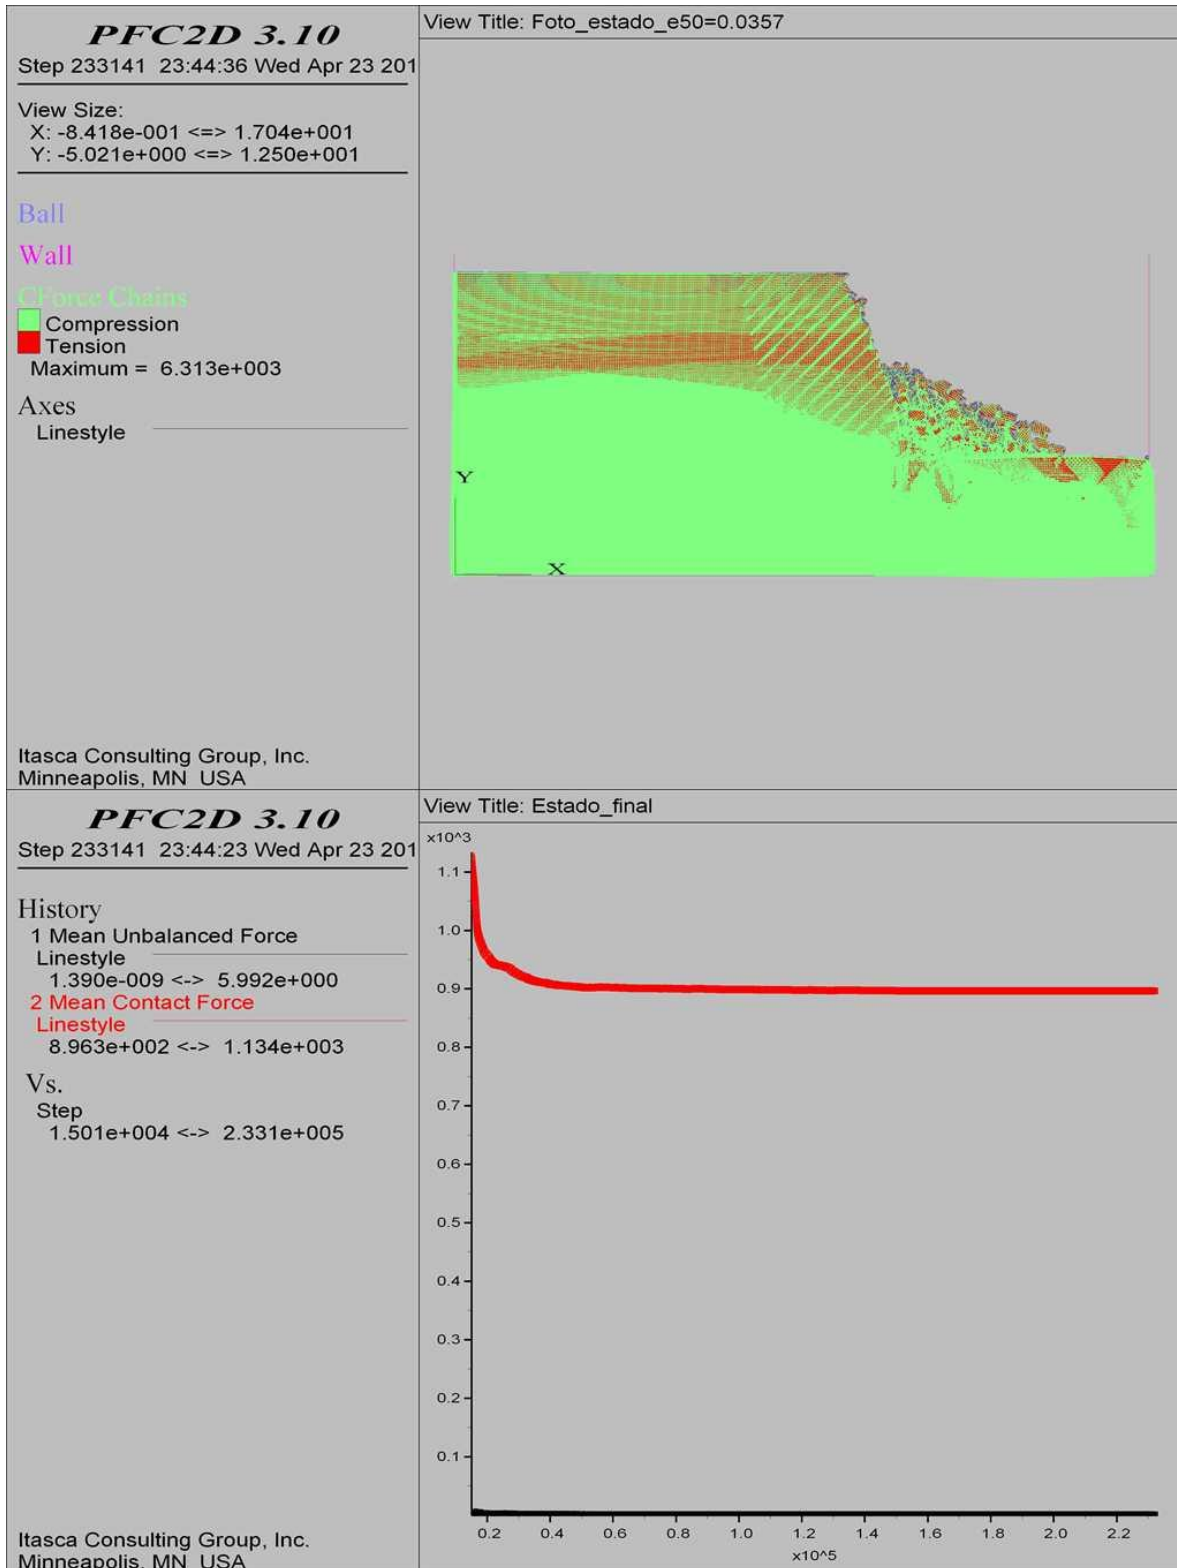 PFC2D 3.10
Step 233141 23:44:36 Wed Apr 23 201
View Size:
X: -8.418e-001 <=> 1.704e+001
Y: -5.021e+000 <=> 1.250e+001
Ball
Wall
CForce Chains
Compression
Tension
Maximum = 6.313e+003
Axes
Linestyle
Itasca Consulting Group, Inc.
Minneapolis, MN USA
View Title: Foto_estado_e50=0.0357
Y
X
PFC2D 3.10
Step 233141 23:44:23 Wed Apr 23 201
History
1 Mean Unbalanced Force
Linestyle
1.390e-009 <-> 5.992e+000
2 Mean Contact Force
Linestyle
8.963e+002 <-> 1.134e+003
Vs.
Step
1.501e+004 <-> 2.331e+005
Itasca Consulting Group, Inc.
Minneapolis, MN USA
View Title: Estado_final
x10^3
1.1
1.0
0.9
0.8
0.7
0.6
0.5
0.4
0.3
0.2
0.1
0.2 0.4 0.6 0.8 1.0 1.2 1.4 1.6 1.8 2.0 2.2
x10^5